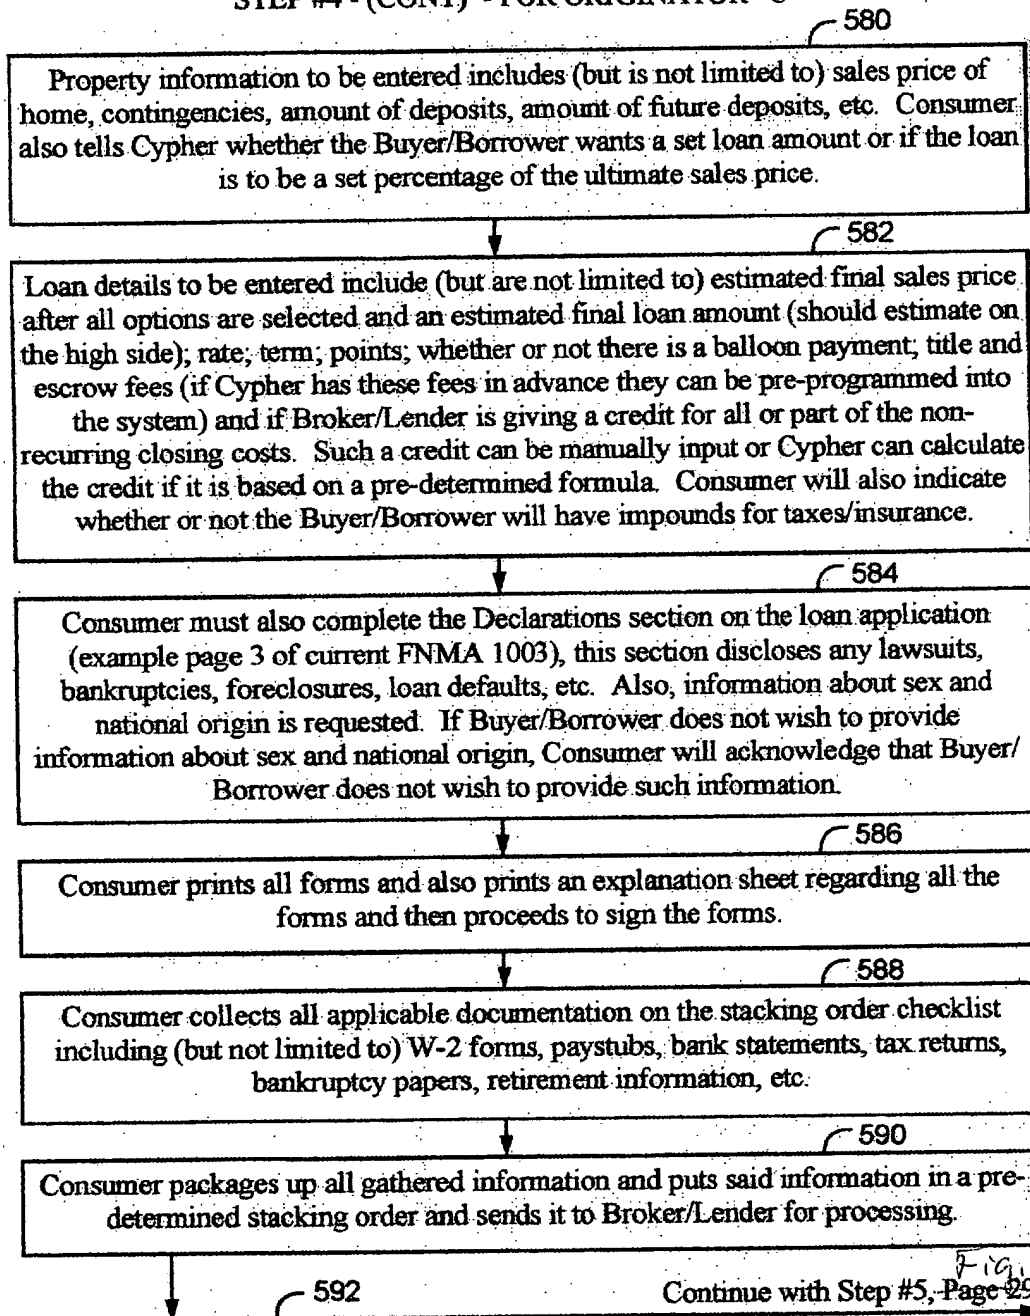 STEP #4 - (CONT) - FOR ORIGINATOR "C"
580
Property information to be entered includes (but is not limited to) sales price of
home, contingencies, amount of deposits, amount of future deposits, etc. Consumer
also tells Cypher whether the Buyer/Borrower wants a set loan amount or if the loan
is to be a set percentage of the ultimate sales price.
582
Loan details to be entered include (but are not limited to) estimated final sales price
after all options are selected and an estimated final loan amount (should estimate on
the high side); rate; term; points; whether or not there is a balloon payment; title and
escrow fees (if Cypher has these fees in advance they can be pre-programmed into
the system) and if Broker/Lender is giving a credit for all or part of the non-
recurring closing costs. Such a credit can be manually input or Cypher can calculate
the credit if it is based on a pre-determined formula. Consumer will also indicate
whether or not the Buyer/Borrower will have impounds for taxes/insurance.
584
Consumer must also complete the Declarations section on the loan application
(example page 3 of current FNMA 1003), this section discloses any lawsuits,
bankruptcies, foreclosures, loan defaults, etc. Also, information about sex and
national origin is requested. If Buyer/Borrower does not wish to provide
information about sex and national origin, Consumer will acknowledge that Buyer/
Borrower does not wish to provide such information.
586
Consumer prints all forms and also prints an explanation sheet regarding all the
forms and then proceeds to sign the forms.
588
Consumer collects all applicable documentation on the stacking order checklist
including (but not limited to) W-2 forms, paystubs, bank statements, tax returns,
bankruptcy papers, retirement information, etc.
590
Consumer packages up all gathered information and puts said information in a pre-
determined stacking order and sends it to Broker/Lender for processing.
592
Fig.
Continue with Step #5, Page 29